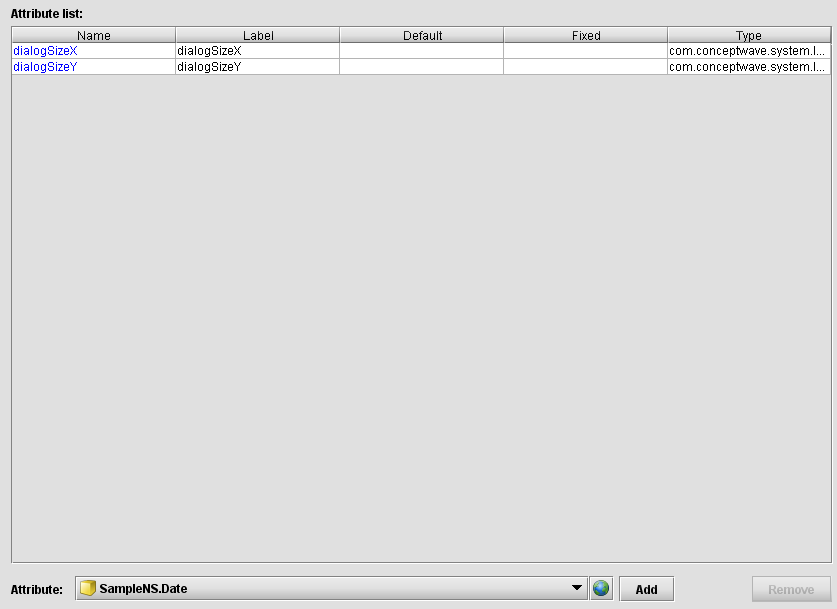 Attribute list:
Name Label Default Fixed Type
dialogSizeX dialogSizeX com.conceptwave.system.I...
dialogSizeY dialogSizeY com.conceptwave.system.I...
Attribute: SampleNS.Date Add Remove